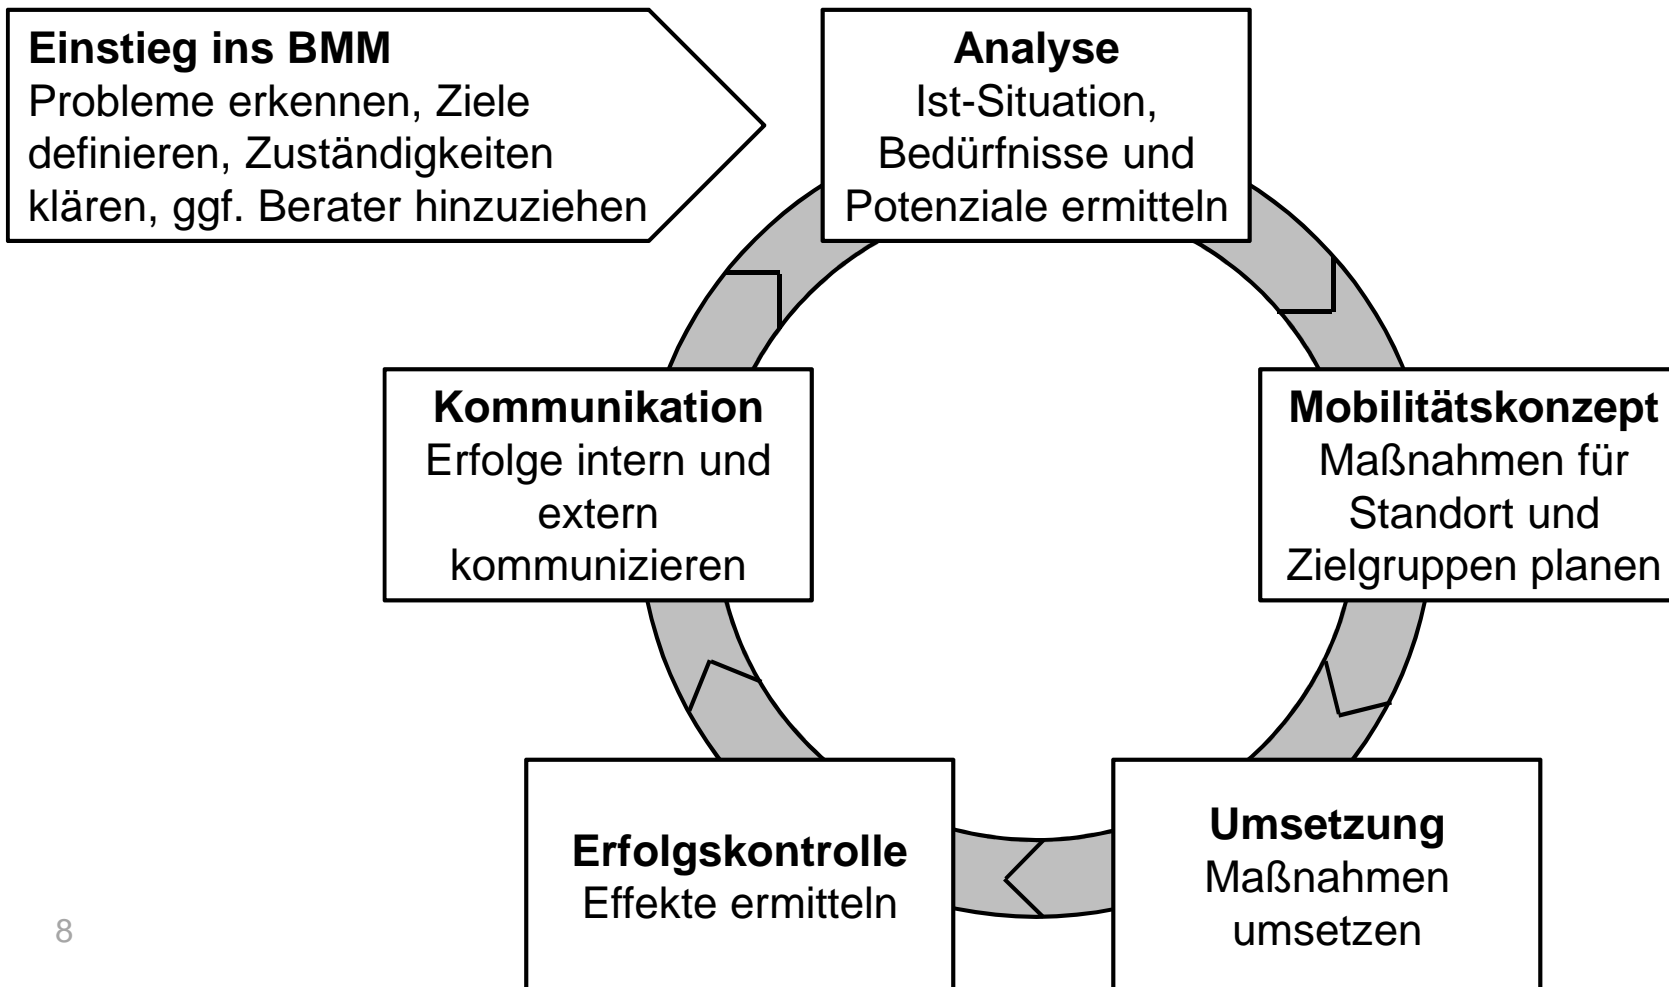 Einstieg ins BMM
Probleme erkennen, Ziele
definieren, Zuständigkeiten
klären, ggf. Berater hinzuziehen
Analyse
Ist-Situation,
Bedürfnisse und
Potenziale ermitteln
Mobilitätskonzept
Maßnahmen für
Standort und
Zielgruppen planen
Umsetzung
Maßnahmen
umsetzen
Erfolgskontrolle
Effekte ermitteln
Kommunikation
Erfolge intern und
extern
kommunizieren
8